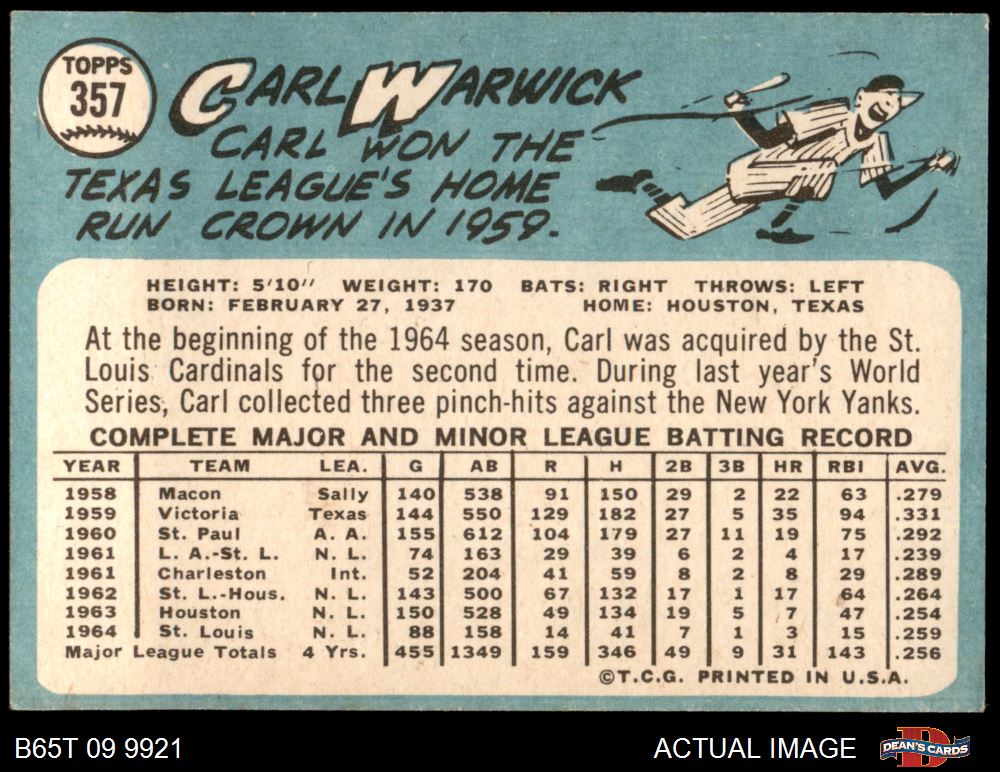 TOPPS
357
CARL WARWICK
CARL WON THE
TEXAS LEAGUE'S HOME
RUN CROWN IN 1959.
HEIGHT: 5'10" WEIGHT: 170 BATS: RIGHT THROWS: LEFT
BORN: FEBRUARY 27, 1937 HOME: HOUSTON, TEXAS
At the beginning of the 1964 season, Carl was acquired by the St.
Louis Cardinals for the second time. During last year's World
Series, Carl collected three pinch-hits against the New York Yanks.
COMPLETE MAJOR AND MINOR LEAGUE BATTING RECORD
YEAR TEAM LEA. G AB R H 2B 3B HR RBI AVG.
1958 Macon Sally 140 538 91 150 29 2 22 63 .279
1959 Victoria Texas 144 550 129 182 27 5 35 94 .331
1960 St. Paul A. A. 155 612 104 179 27 11 19 75 .292
1961 L. A.-St. L. N. L. 74 163 29 39 6 2 4 17 .239
1961 Charleston Int. 52 204 41 59 8 2 8 29 .289
1962 St. L.-Hous. N. L. 143 500 67 132 17 1 17 64 .264
1963 Houston N. L. 150 528 49 134 19 5 7 47 .254
1964 St. Louis N. L. 88 158 14 41 7 1 3 15 .259
Major League Totals 4 Yrs. 455 1349 159 346 49 9 31 143 .256
©T.C.G. PRINTED IN U.S.A.
B65T 09 9921 ACTUAL IMAGE DEAN'S CARDS